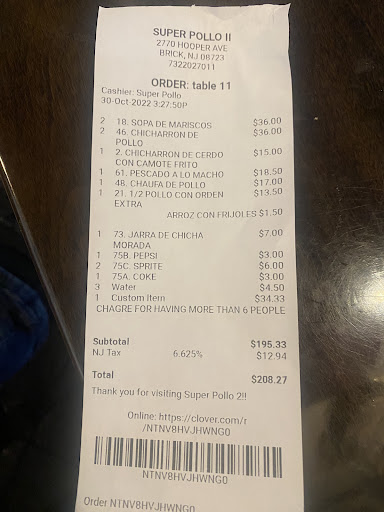 SUPER POLLO II
2770 HOOPER AVE
BRICK, NJ 08723
7322027011
ORDER: table 11
Cashier: Super Pollo
30-Oct-2022 3:27:50P
2 18. SOPA DE MARISCOS $36.00
2 46. CHICHARRON DE $36.00
POLLO
1 2. CHICHARRON DE CERDO $15.00
CON CAMOTE FRITO
1 61. PESCADO A LO MACHO $18.50
1 48. CHAUFA DE POLLO $17.00
1 21. 1/2 POLLO CON ORDEN $13.50
EXTRA
ARROZ CON FRIJOLES $1.50
1 73. JARRA DE CHICHA $7.00
MORADA
1 75B. PEPSI $3.00
2 75C. SPRITE $6.00
1 75A. COKE $3.00
3 Water $4.50
1 Custom Item $34.33
CHAGRE FOR HAVING MORE THAN 6 PEOPLE
Subtotal $195.33
NJ Tax 6.625% $12.94
Total $208.27
Thank you for visiting Super Pollo 2!!
Online: https://clover.com/r
/NTNV8HVJHWNG0
NTNV8HVJHWNG0
Order NTNV8HVJHWNG0